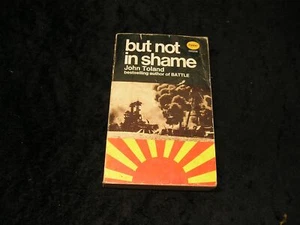 but not
in shame
John Toland
bestselling author of BATTLE